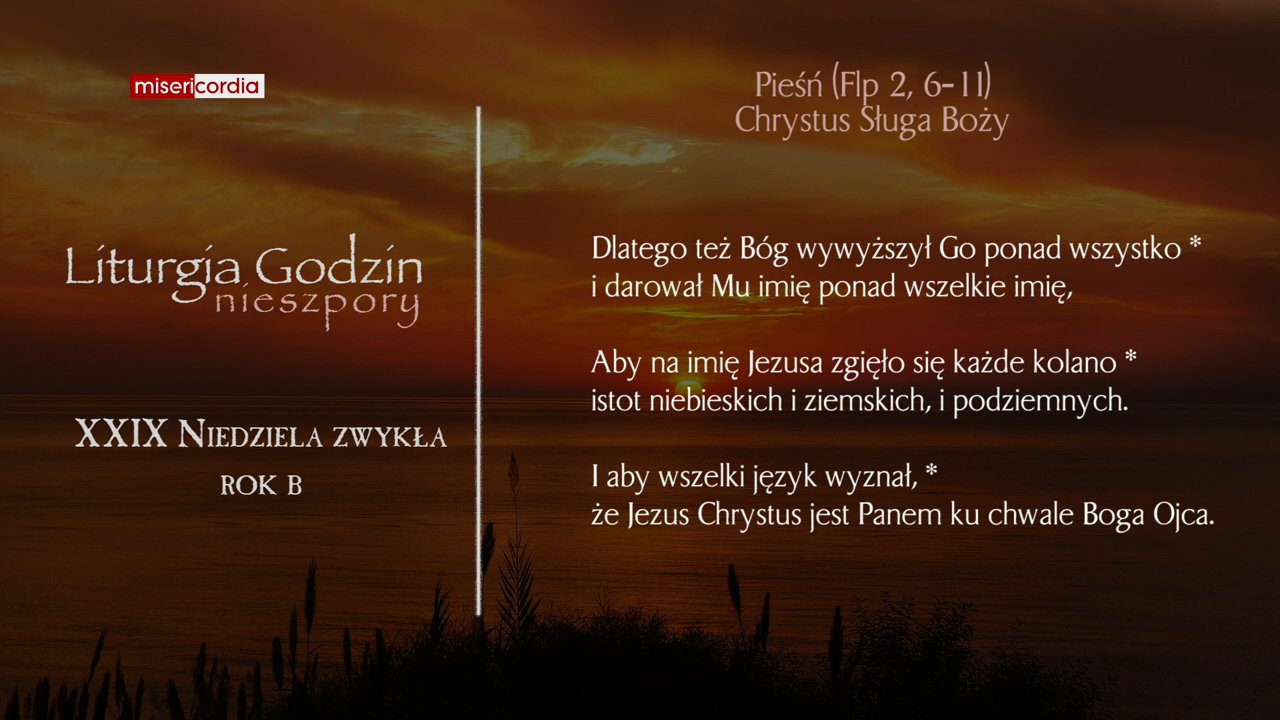 misericordia
Liturgia Godzin
nieszpory
XXIX Niedziela zwykła
rok B
Pieśń (Flp 2, 6-11)
Chrystus Sługa Boży
Dlatego też Bóg wywyższył Go ponad wszystko *
i darował Mu imię ponad wszelkie imię,
Aby na imię Jezusa zgięło się każde kolano *
istot niebieskich i ziemskich, i podziemnych.
I aby wszelki język wyznał, *
że Jezus Chrystus jest Panem ku chwale Boga Ojca.